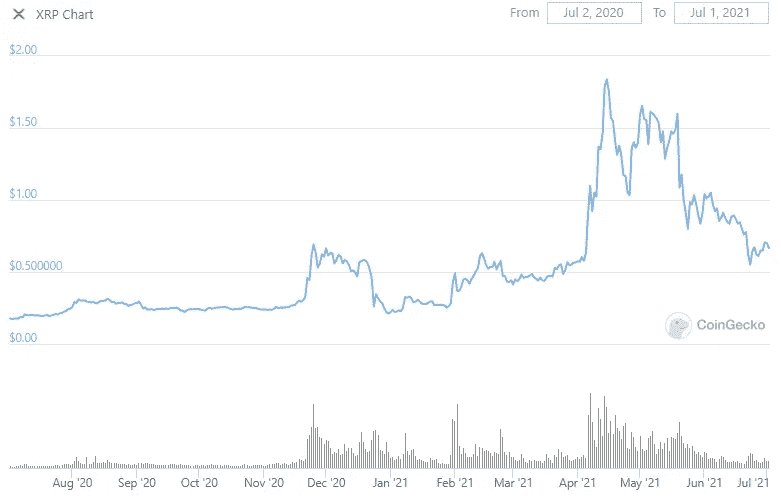 XRP Chart
From Jul 2, 2020 To Jul 1, 2021
$2.00
$1.50
$1.00
$0.500000
$0.00
CoinGecko
Aug '20 Sep '20 Oct '20 Nov '20 Dec '20 Jan '21 Feb '21 Mar '21 Apr '21 May '21 Jun '21 Jul '21